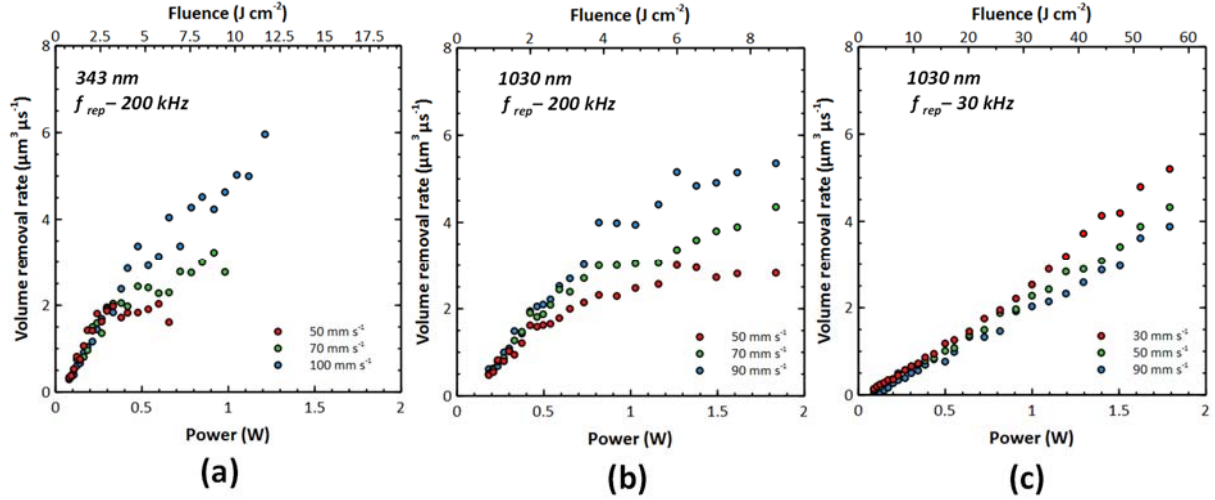 Fluence (J cm⁻²)
0 2.5 5 7.5 10 12.5 15 17.5
8
6
4
2
0
Volume removal rate (μm³ μs⁻¹)
343 nm
f rep – 200 kHz
50 mm s⁻¹
70 mm s⁻¹
100 mm s⁻¹
0 0.5 1 1.5 2
Power (W)
(a)
Fluence (J cm⁻²)
0 2 4 6 8
8
6
4
2
0
Volume removal rate (μm³ μs⁻¹)
1030 nm
f rep – 200 kHz
50 mm s⁻¹
70 mm s⁻¹
90 mm s⁻¹
0 0.5 1 1.5 2
Power (W)
(b)
Fluence (J cm⁻²)
0 10 20 30 40 50 60
8
6
4
2
0
Volume removal rate (μm³ μs⁻¹)
1030 nm
f rep – 30 kHz
30 mm s⁻¹
50 mm s⁻¹
90 mm s⁻¹
0 0.5 1 1.5 2
Power (W)
(c)